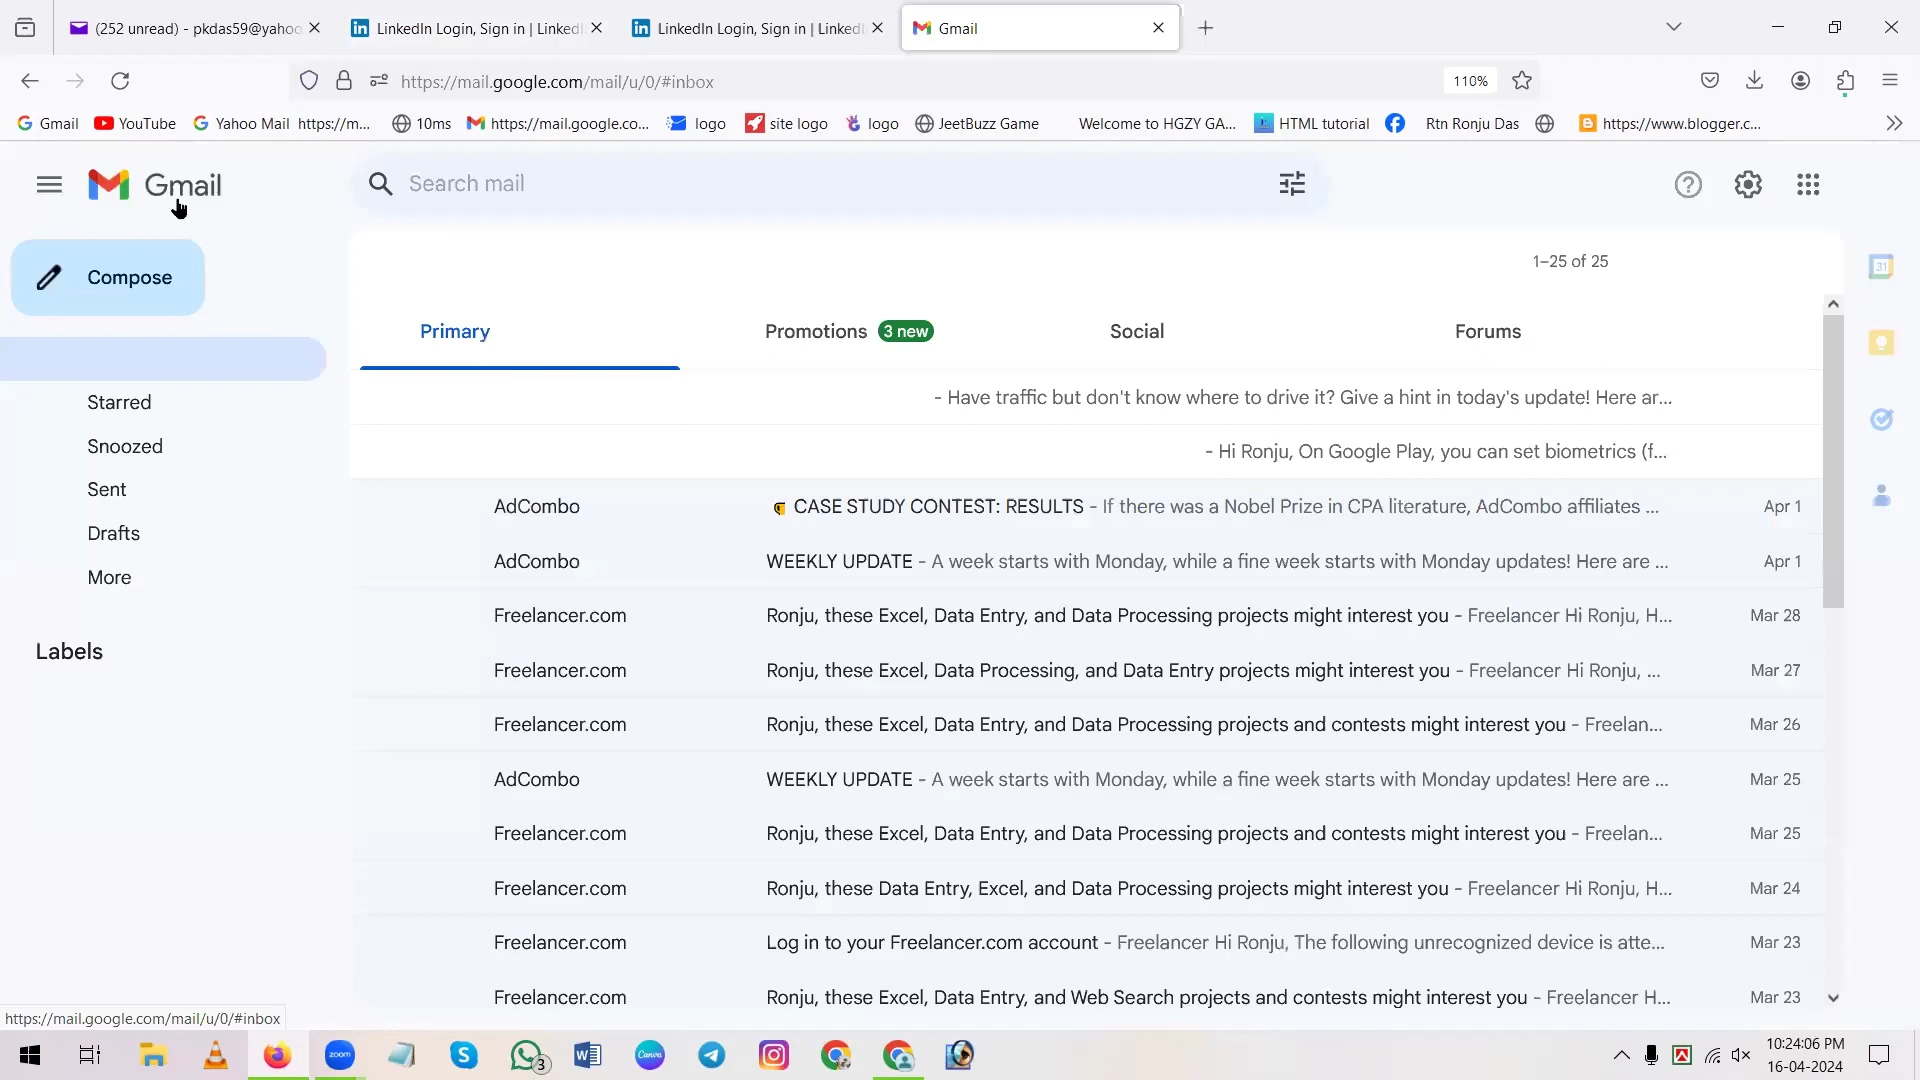 (252 unread) - pkdas59@yahoo
LinkedIn Login, Sign in | Linkedi
LinkedIn Login, Sign in | Linkedi
Gmail
https://mail.google.com/mail/u/0/#inbox
110%
Gmail
YouTube
Yahoo Mail
https://m...
10ms
https://mail.google.co...
logo
site logo
logo
JeetBuzz Game
Welcome to HGZY GA...
HTML tutorial
Rtn Ronju Das
https://www.blogger.c...
Gmail
Search mail
Compose
1–25 of 25
Primary
Promotions 3 new
Social
Forums
Starred
Snoozed
Sent
Drafts
More
Labels
- Have traffic but don't know where to drive it? Give a hint in today's update! Here ar...
- Hi Ronju, On Google Play, you can set biometrics (f...
AdCombo CASE STUDY CONTEST: RESULTS - If there was a Nobel Prize in CPA literature, AdCombo affiliates ... Apr 1
AdCombo WEEKLY UPDATE - A week starts with Monday, while a fine week starts with Monday updates! Here are ... Apr 1
Freelancer.com Ronju, these Excel, Data Entry, and Data Processing projects might interest you - Freelancer Hi Ronju, H... Mar 28
Freelancer.com Ronju, these Excel, Data Processing, and Data Entry projects might interest you - Freelancer Hi Ronju, ... Mar 27
Freelancer.com Ronju, these Excel, Data Entry, and Data Processing projects and contests might interest you - Freelan... Mar 26
AdCombo WEEKLY UPDATE - A week starts with Monday, while a fine week starts with Monday updates! Here are ... Mar 25
Freelancer.com Ronju, these Excel, Data Entry, and Data Processing projects and contests might interest you - Freelan... Mar 25
Freelancer.com Ronju, these Data Entry, Excel, and Data Processing projects might interest you - Freelancer Hi Ronju, H... Mar 24
Freelancer.com Log in to your Freelancer.com account - Freelancer Hi Ronju, The following unrecognized device is atte... Mar 23
Freelancer.com Ronju, these Excel, Data Entry, and Web Search projects and contests might interest you - Freelancer H... Mar 23
31
https://mail.google.com/mail/u/0/#inbox
zoom
3
Canva
10:24:06 PM
16-04-2024